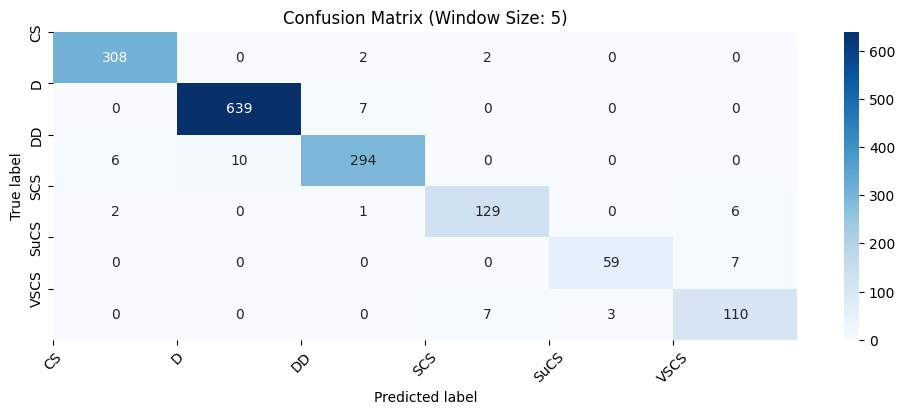 Confusion Matrix (Window Size: 5)
CS 308 0 2 2 0 0
D 0 639 7 0 0 0
DD 6 10 294 0 0 0
SCS 2 0 1 129 0 6
SuCS 0 0 0 0 59 7
VSCS 0 0 0 7 3 110
CS D DD SCS SuCS VSCS
True label
Predicted label
600
500
400
300
200
100
0